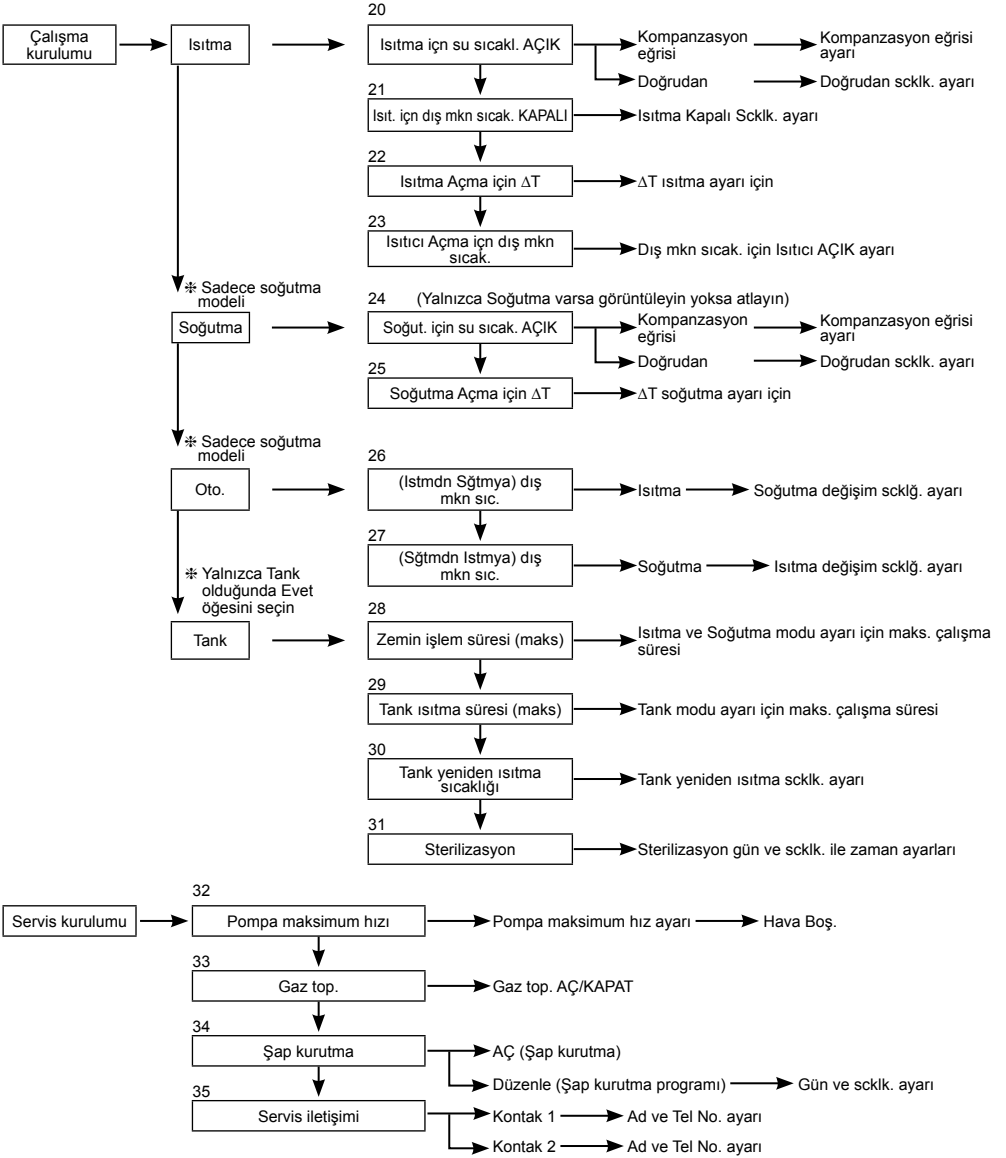 20
Çalışma
kurulumu
Isıtma
Isıtma içn su sıcakl. AÇIK
Kompanzasyon
eğrisi
Kompanzasyon eğrisi
ayarı
Doğrudan
Doğrudan scklk. ayarı
21
Isıt. içn dış mkn sıcak. KAPALI
Isıtma Kapalı Scklk. ayarı
22
Isıtma Açma için ∆T
∆T ısıtma ayarı için
23
Isıtıcı Açma içn dış mkn
sıcak.
Dış mkn sıcak. için Isıtıcı AÇIK ayarı
❉ Sadece soğutma
modeli
24
(Yalnızca Soğutma varsa görüntüleyin yoksa atlayın)
Soğutma
Soğut. için su sıcak. AÇIK
Kompanzasyon
eğrisi
Kompanzasyon eğrisi
ayarı
Doğrudan
Doğrudan scklk. ayarı
25
Soğutma Açma için ∆T
∆T soğutma ayarı için
❉ Sadece soğutma
modeli
26
Oto.
(Istmdn Sğtmya) dış
mkn sıc.
Isıtma
Soğutma değişim scklğ. ayarı
27
(Sğtmdn Istmya) dış
mkn sıc.
Soğutma
Isıtma değişim scklğ. ayarı
❉ Yalnızca Tank
olduğunda Evet
öğesini seçin
28
Tank
Zemin işlem süresi (maks)
Isıtma ve Soğutma modu ayarı için maks. çalışma
süresi
29
Tank ısıtma süresi (maks)
Tank modu ayarı için maks. çalışma süresi
30
Tank yeniden ısıtma
sıcaklığı
Tank yeniden ısıtma scklk. ayarı
31
Sterilizasyon
Sterilizasyon gün ve scklk. ile zaman ayarları
32
Servis kurulumu
Pompa maksimum hızı
Pompa maksimum hız ayarı
Hava Boş.
33
Gaz top.
Gaz top. AÇ/KAPAT
34
Şap kurutma
AÇ (Şap kurutma)
Düzenle (Şap kurutma programı)
Gün ve scklk. ayarı
35
Servis iletişimi
Kontak 1
Ad ve Tel No. ayarı
Kontak 2
Ad ve Tel No. ayarı